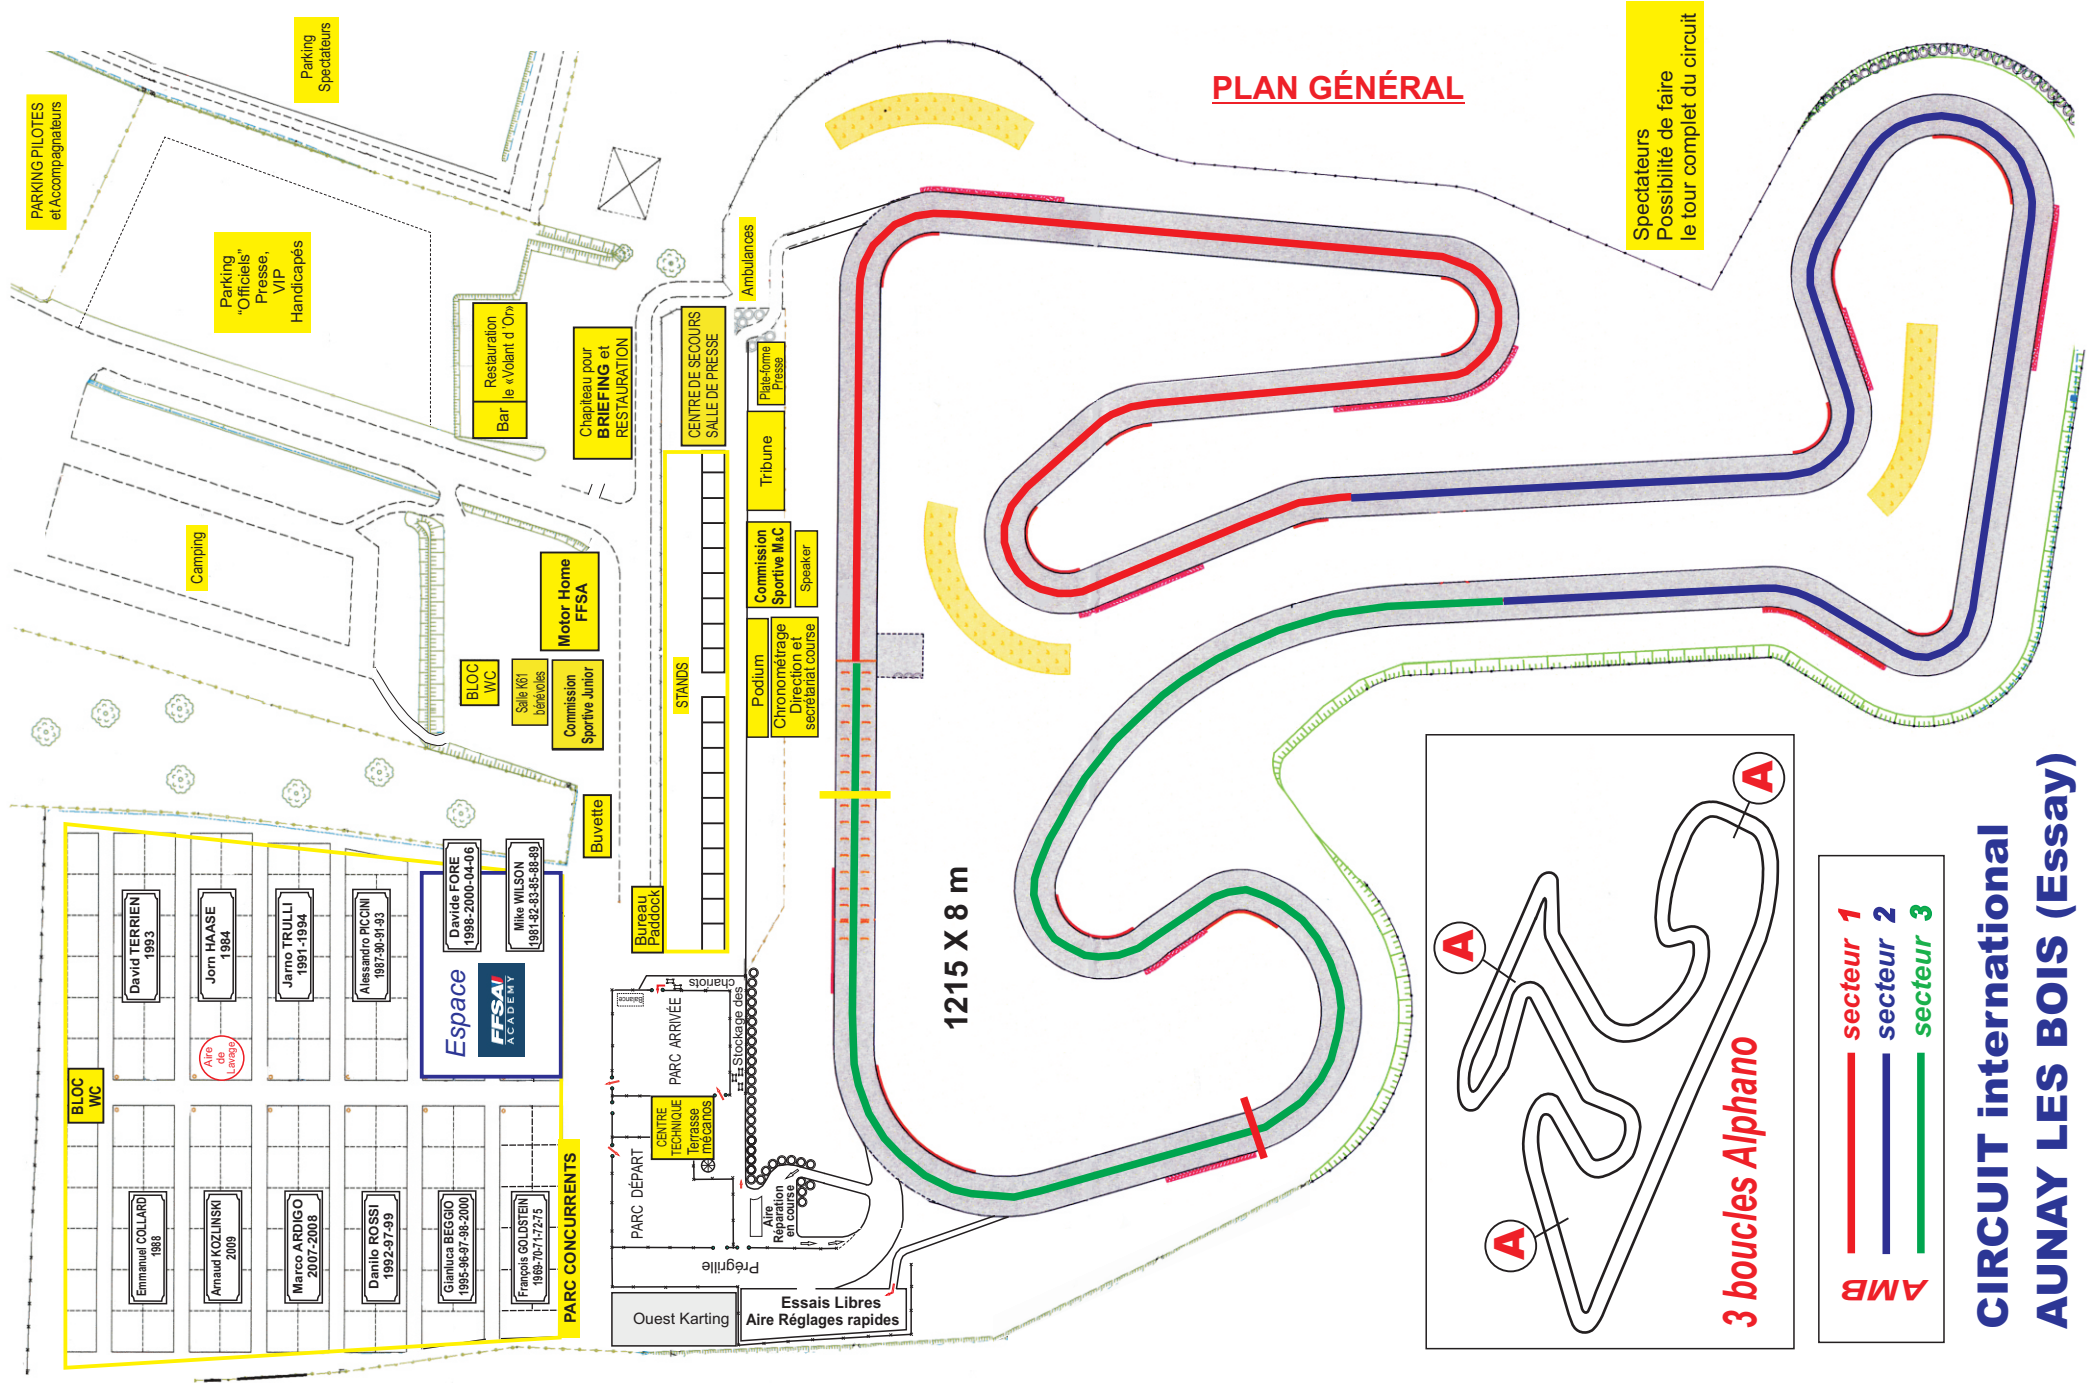 PLAN GÉNÉRAL
Parking
Spectateurs
PARKING PILOTES
et Accompagnateurs
Parking
"Officiels"
Presse,
VIP
Handicapés
Spectateurs
Possibilité de faire
le tour complet du circuit
Ambulances
Restauration
le «Volant d 'Or»
Bar
Chapiteau pour
BRIEFING et
RESTAURATION
CENTRE DE SECOURS
SALLE DE PRESSE
Plate-forme
Presse
Tribune
Camping
Commission
Sportive M&C
Speaker
Motor Home
FFSA
BLOC
WC
Salle K61
bénévoles
Commission
Sportive Junior
STANDS
Podium
Chronométrage
Direction et
secrétariat course
Buvette
Bureau
Paddock
David TERRIEN
1993
Jorn HAASE
1984
Jarno TRULLI
1991-1994
Alessandro PICCINI
1987-90-91-93
Davide FORE
1998-2000-04-06
Mike WILSON
1981-82-83-85-88-89
Espace
FFSA
ACADEMY
Aire
de
Lavage
BLOC
WC
Emmanuel COLLARD
1988
Arnaud KOZLINSKI
2009
Marco ARDIGO
2007-2008
Danilo ROSSI
1992-97-99
Gianluca BEGGIO
1995-96-97-98-2000
François GOLDSTEIN
1969-70-71-72-75
PARC CONCURRENTS
Balance
PARC ARRIVÉE
Stockage des
chariots
CENTRE
TECHNIQUE
Terrasse
mécanos
PARC DÉPART
Aire
Réparation
en course
Prégrille
Ouest Karting
Essais Libres
Aire Réglages rapides
1215 X 8 m
A
A
A
3 boucles Alphano
AMB
secteur 1
secteur 2
secteur 3
CIRCUIT international
AUNAY LES BOIS (Essay)